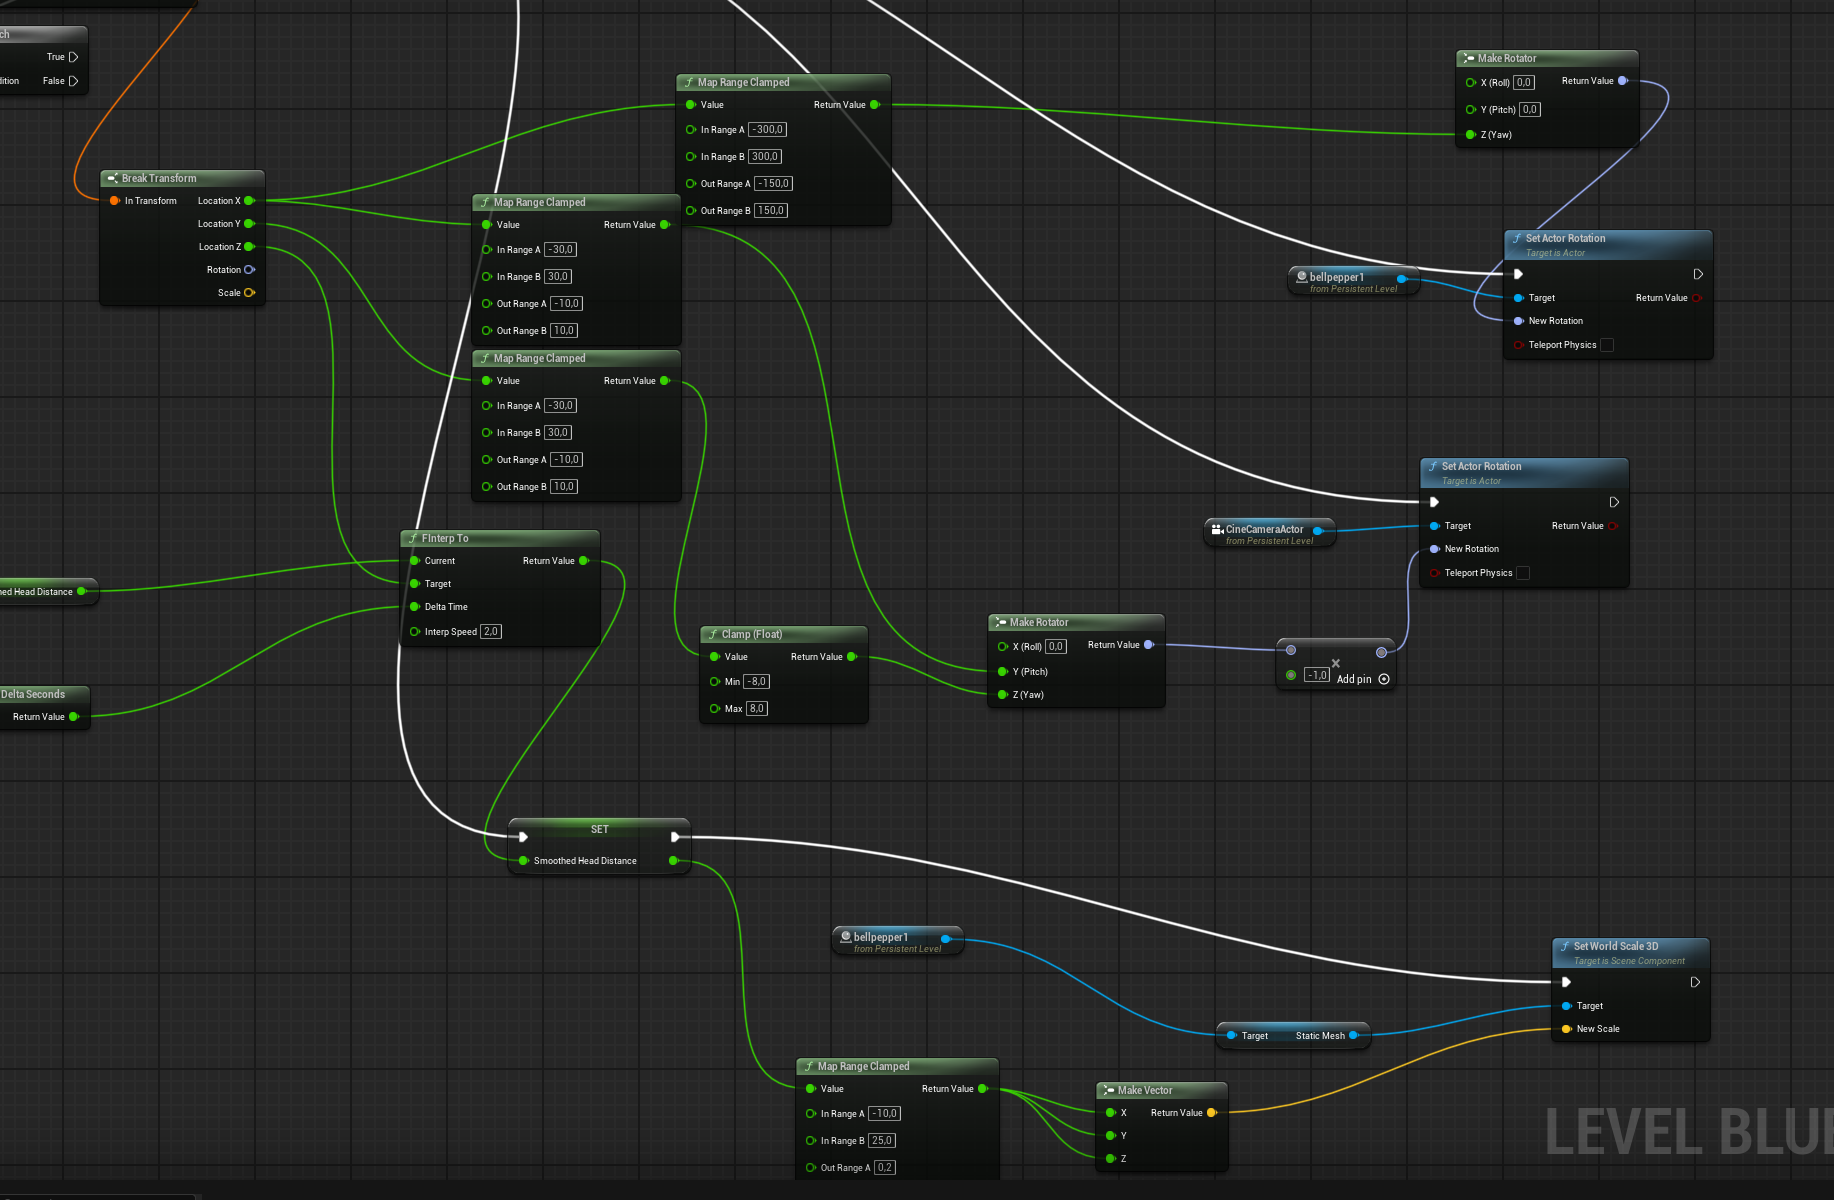 ch
True
dition
False
Break Transform
In Transform
Location X
Location Y
Location Z
Rotation
Scale
Map Range Clamped
Value
Return Value
In Range A -300,0
In Range B 300,0
Out Range A -150,0
Out Range B 150,0
Map Range Clamped
Value
Return Value
In Range A -30,0
In Range B 30,0
Out Range A -10,0
Out Range B 10,0
Map Range Clamped
Value
Return Value
In Range A -30,0
In Range B 30,0
Out Range A -10,0
Out Range B 10,0
Make Rotator
X (Roll) 0,0
Return Value
Y (Pitch) 0,0
Z (Yaw)
Set Actor Rotation
Target is Actor
Target
Return Value
New Rotation
Teleport Physics
bellpepper1
from Persistent Level
Set Actor Rotation
Target is Actor
Target
Return Value
New Rotation
Teleport Physics
CineCameraActor
from Persistent Level
FInterp To
Current
Return Value
Target
Delta Time
Interp Speed 2,0
ned Head Distance
Delta Seconds
Return Value
Clamp (Float)
Value
Return Value
Min -8,0
Max 8,0
Make Rotator
X (Roll) 0,0
Return Value
Y (Pitch)
Z (Yaw)
-1,0
Add pin
SET
Smoothed Head Distance
bellpepper1
from Persistent Level
Target
Static Mesh
Set World Scale 3D
Target is Scene Component
Target
New Scale
Map Range Clamped
Value
Return Value
In Range A -10,0
In Range B 25,0
Out Range A 0,2
Make Vector
X
Return Value
Y
Z
LEVEL BLUE